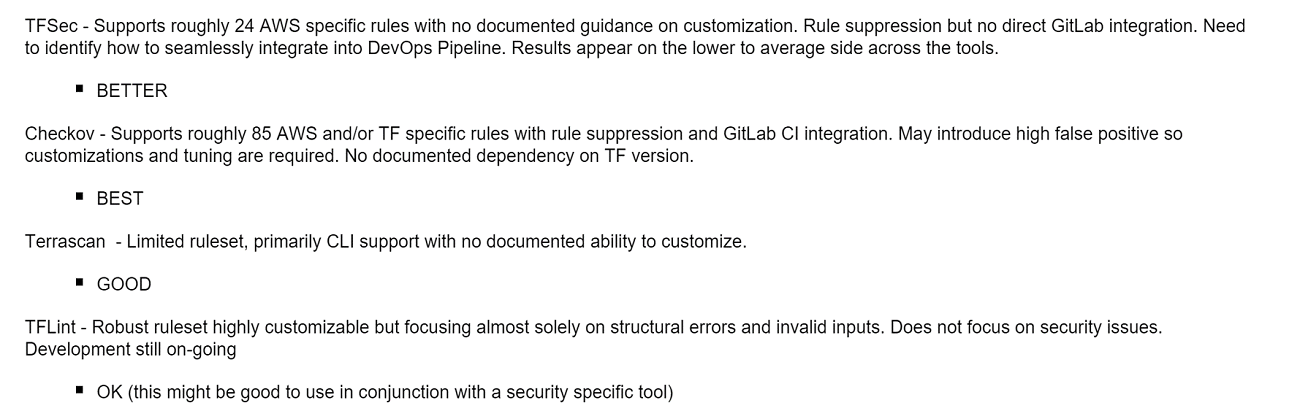 TFSec - Supports roughly 24 AWS specific rules with no documented guidance on customization. Rule suppression but no direct GitLab integration. Need
to identify how to seamlessly integrate into DevOps Pipeline. Results appear on the lower to average side across the tools.
▪ BETTER
Checkov - Supports roughly 85 AWS and/or TF specific rules with rule suppression and GitLab CI integration. May introduce high false positive so
customizations and tuning are required. No documented dependency on TF version.
▪ BEST
Terrascan  - Limited ruleset, primarily CLI support with no documented ability to customize.
▪ GOOD
TFLint - Robust ruleset highly customizable but focusing almost solely on structural errors and invalid inputs. Does not focus on security issues.
Development still on-going
▪ OK (this might be good to use in conjunction with a security specific tool)